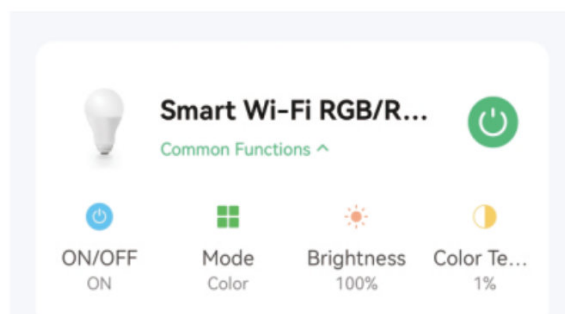 Smart Wi-Fi RGB/R...
Common Functions
ON/OFF Mode Brightness Color Te...
ON Color 100% 1%